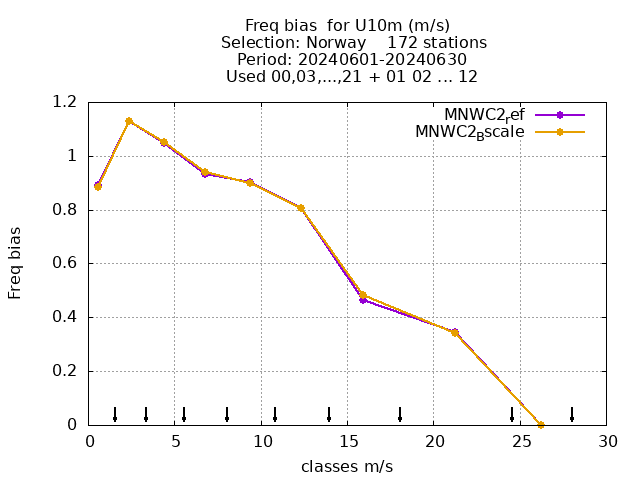 Freq bias  for U10m (m/s)
Selection: Norway    172 stations
Period: 20240601-20240630
Used 00,03,...,21 + 01 02 ... 12
MNWC2ref
MNWC2Bscale
1.2
1
0.8
0.6
0.4
0.2
0
Freq bias
0 5 10 15 20 25 30
classes m/s